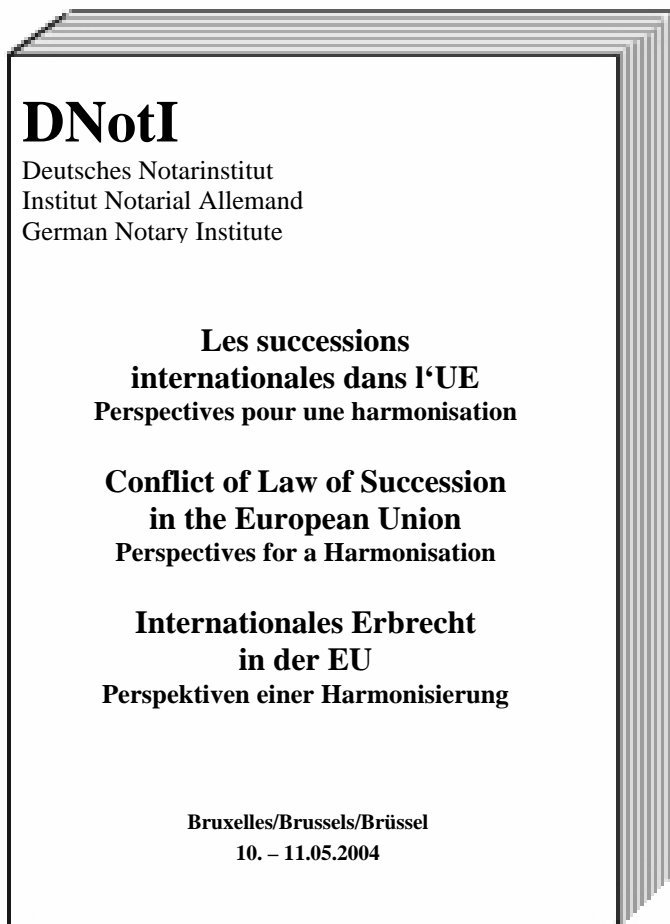 DNotI
Deutsches Notarinstitut
Institut Notarial Allemand
German Notary Institute
Les successions
internationales dans l‘UE
Perspectives pour une harmonisation
Conflict of Law of Succession
in the European Union
Perspectives for a Harmonisation
Internationales Erbrecht
in der EU
Perspektiven einer Harmonisierung
Bruxelles/Brussels/Brüssel
10. – 11.05.2004